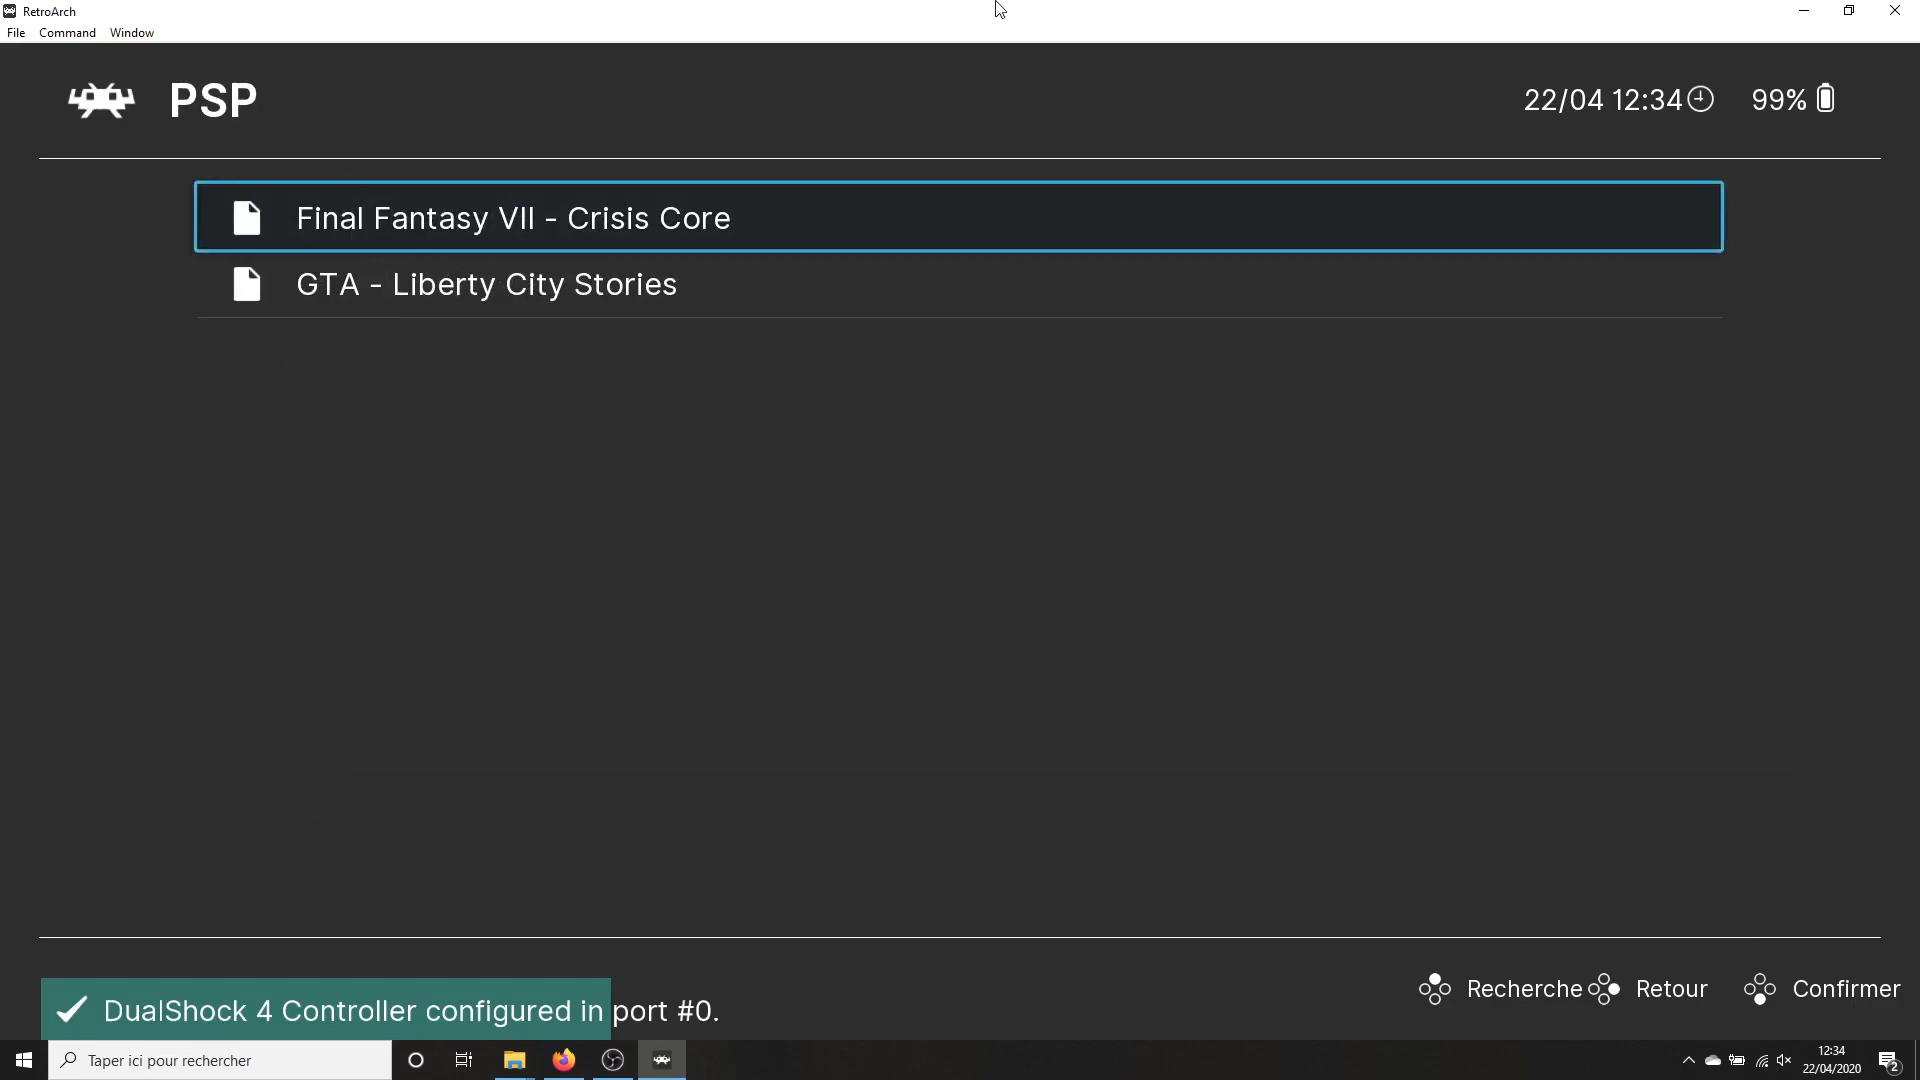 RetroArch
File Command Window
PSP
22/04 12:34 99%
Final Fantasy VII - Crisis Core
GTA - Liberty City Stories
Recherche Retour Confirmer
DualShock 4 Controller configured in port #0.
Taper ici pour rechercher
12:34
22/04/2020
2